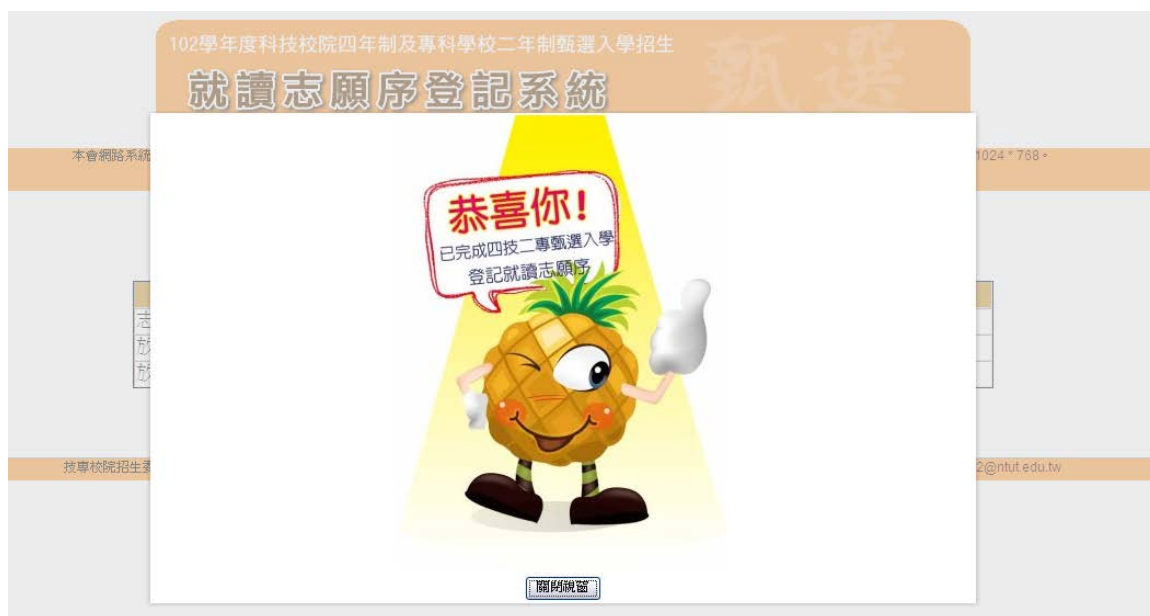 102學年度科技校院四年制及專科學校二年制甄選入學招生
甄選
就讀志願序登記系統
本會網路系統
1024 * 768。
恭喜你!
已完成四技二專甄選入學
登記就讀志願序
志
放
放
技專校院招生委
2@ntut.edu.tw
關閉視窗